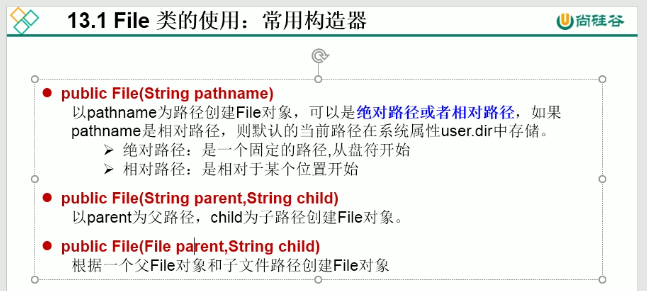 13.1 File 类的使用：常用构造器
尚硅谷
public File(String pathname)
以pathname为路径创建File对象，可以是绝对路径或者相对路径，如果
pathname是相对路径，则默认的当前路径在系统属性user.dir中存储。
绝对路径：是一个固定的路径,从盘符开始
相对路径：是相对于某个位置开始
public File(String parent,String child)
以parent为父路径，child为子路径创建File对象。
public File(File parent,String child)
根据一个父File对象和子文件路径创建File对象